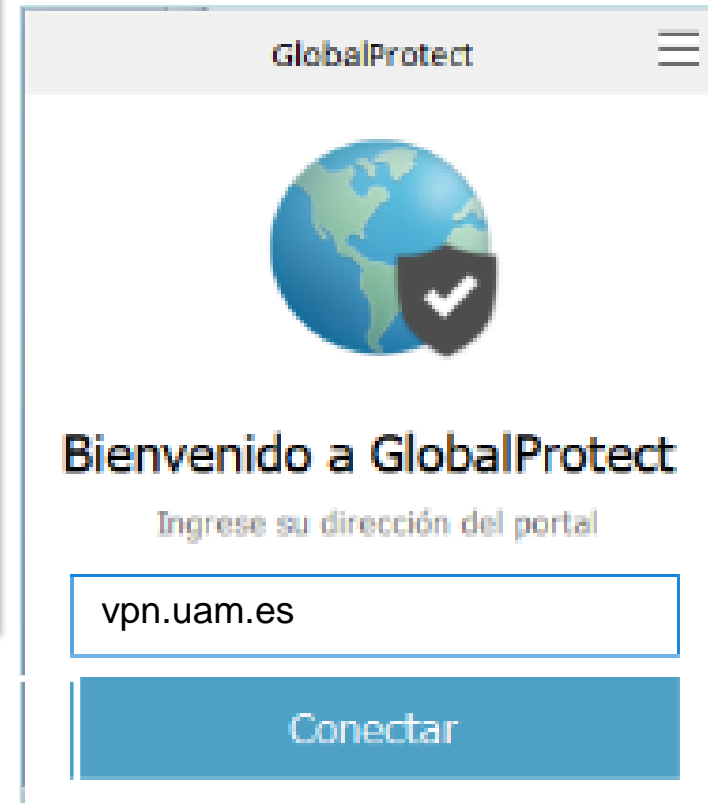 GlobalProtect
Bienvenido a GlobalProtect
Ingrese su dirección del portal
vpn.uam.es
Conectar